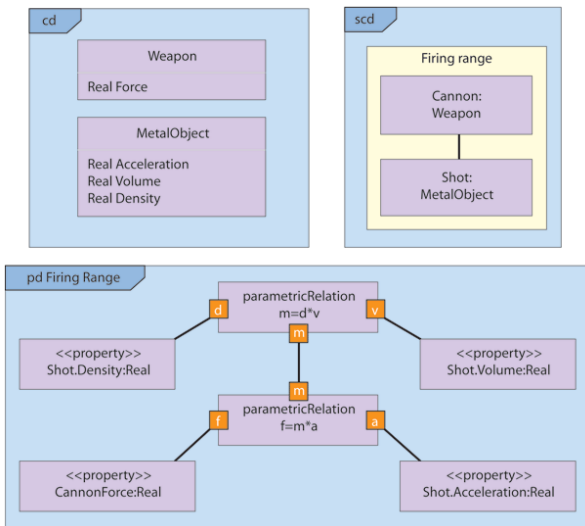 cd
Weapon
Real Force
MetalObject
Real Acceleration
Real Volume
Real Density
scd
Firing range
Cannon:
Weapon
Shot:
MetalObject
pd Firing Range
parametricRelation
m=d*v
d
v
m
<<property>>
Shot.Density:Real
<<property>>
Shot.Volume:Real
m
parametricRelation
f=m*a
f
a
<<property>>
CannonForce:Real
<<property>>
Shot.Acceleration:Real